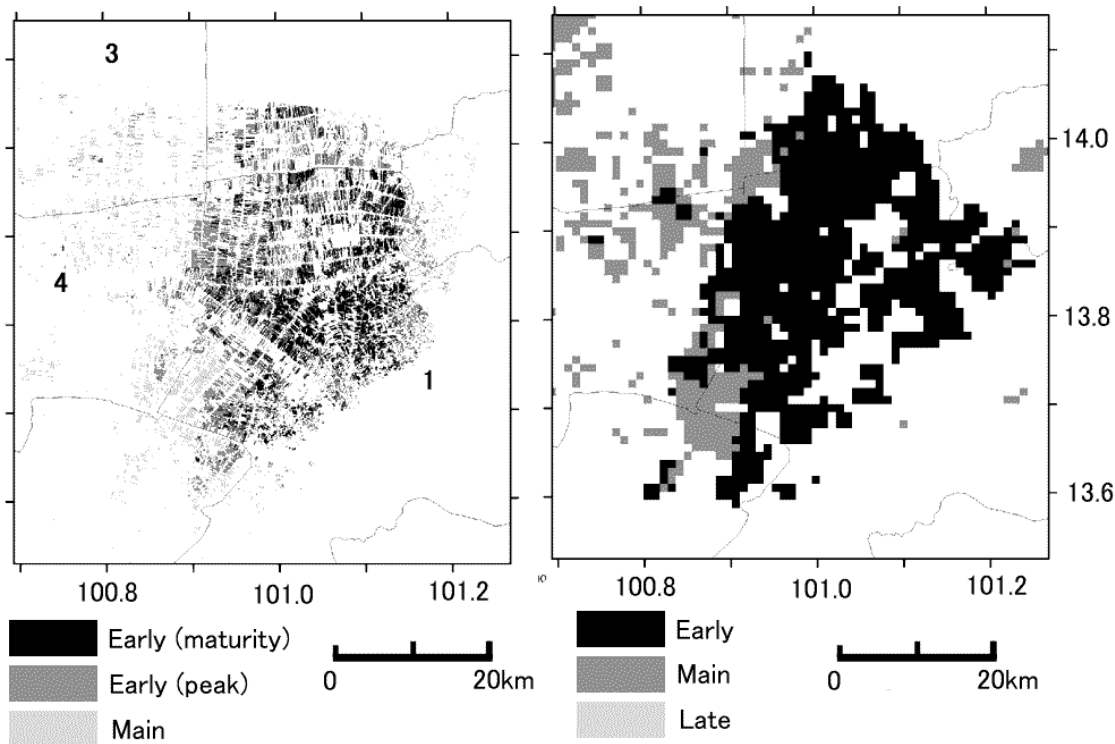 3
4
1
14.0
13.8
13.6
100.8 101.0 101.2
100.8 101.0 101.2
Early (maturity)
Early (peak)
Main
0 20km
Early
Main
Late
0 20km